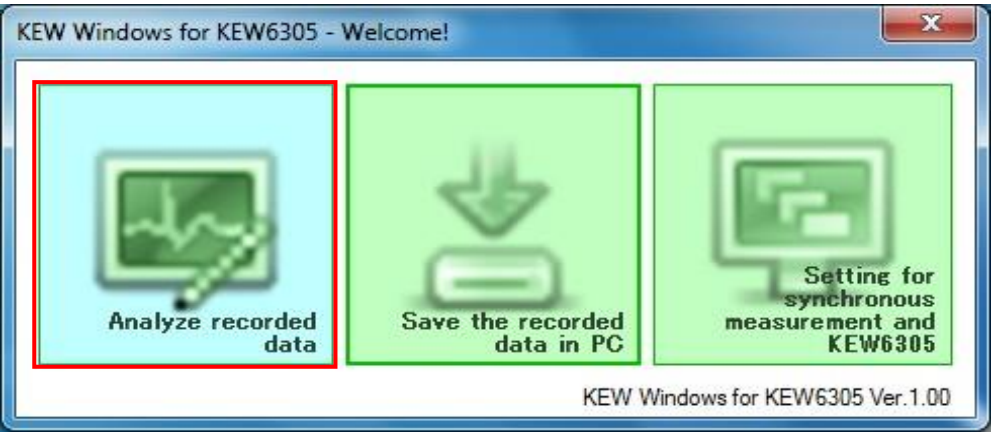 KEW Windows for KEW6305 - Welcome!
Analyze recorded
data
Save the recorded
data in PC
Setting for
synchronous
measurement and
KEW6305
KEW Windows for KEW6305 Ver.1.00